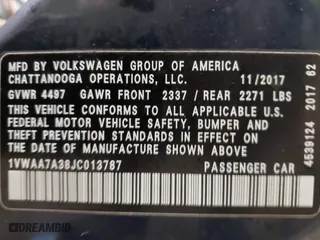 MFD BY VOLKSWAGEN GROUP OF AMERICA
CHATTANOOGA OPERATIONS, LLC. 11/2017
GVWR 4497 GAWR FRONT 2337 / REAR 2271 LBS
THIS VEHICLE CONFORMS TO ALL APPLICABLE U.S.
FEDERAL MOTOR VEHICLE SAFETY, BUMPER, AND
THEFT PREVENTION STANDARDS IN EFFECT ON THE
DATE OF MANUFACTURE SHOWN ABOVE.
1VWAA7A38JC013787 PASSENGER CAR
4539124 2017 62